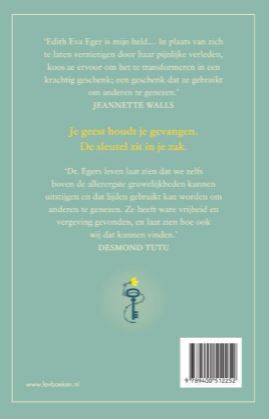 'Edith Eva Eger is mijn held... In plaats van zich
te laten vernietigen door haar pijnlijke verleden,
koos ze ervoor om het te transformeren in een
krachtig geschenk; een geschenk dat ze gebruikt
om anderen te genezen.'
JEANNETTE WALLS
Je geest houdt je gevangen.
De sleutel zit in je zak.
'Dr. Egers leven laat zien dat we zelfs
boven de allerergste gruwelijkheden kunnen
uitstijgen en dat lijden gebruikt kan worden om
anderen te genezen. Ze heeft ware vrijheid en
vergeving gevonden, en laat zien hoe ook
wij dat kunnen vinden.'
DESMOND TUTU
www.levboeken.nl
9 789400 512252